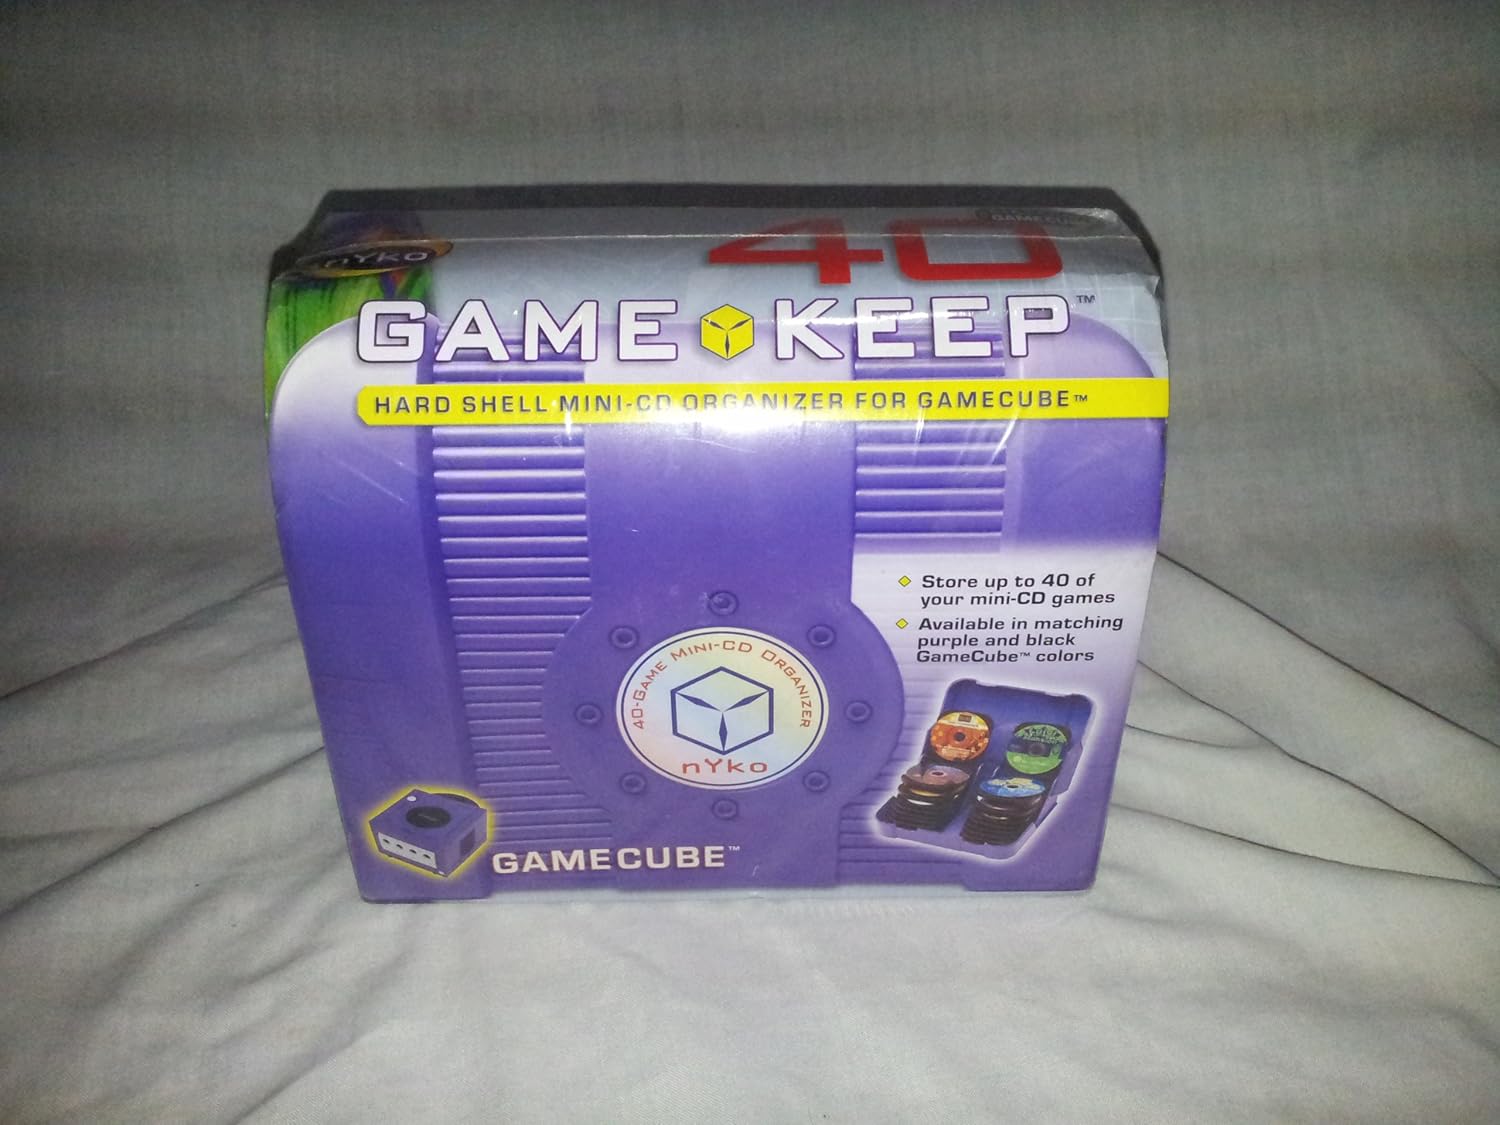 nYko
40
GAMECUBE
GAME KEEP™
HARD SHELL MINI-CD ORGANIZER FOR GAMECUBE™
Store up to 40 of
your mini-CD games
Available in matching
purple and black
GameCube™ colors
40-GAME MINI-CD ORGANIZER
nYko
GAMECUBE™